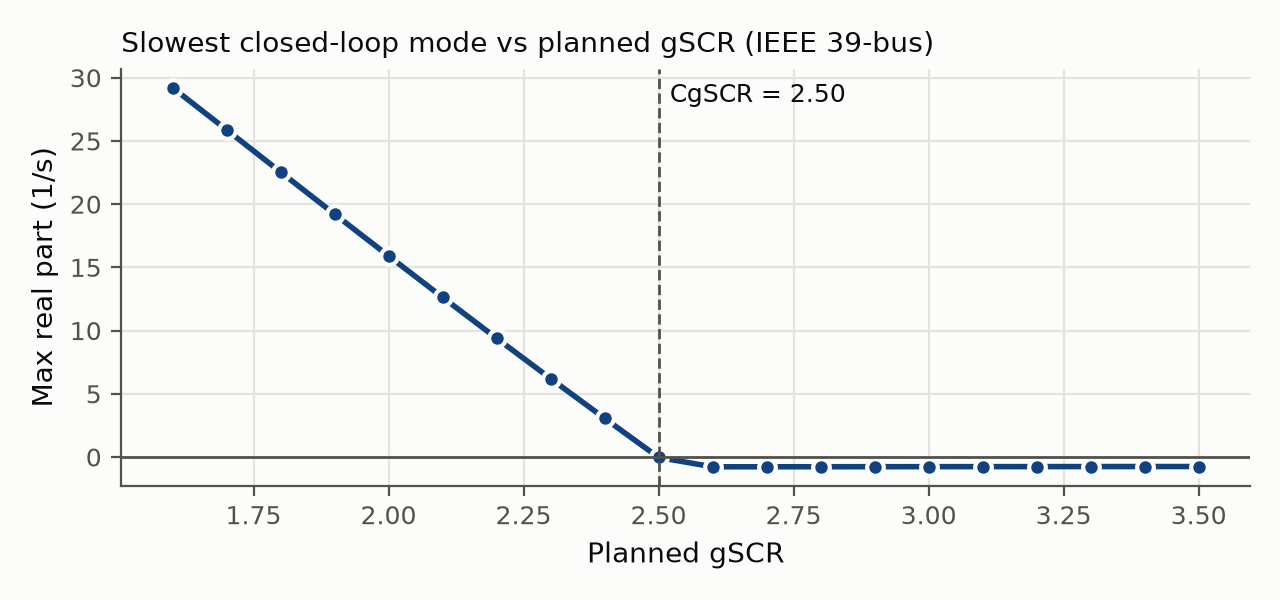 Slowest closed-loop mode vs planned gSCR (IEEE 39-bus)
CgSCR = 2.50
Max real part (1/s)
30
25
20
15
10
5
0
1.75 2.00 2.25 2.50 2.75 3.00 3.25 3.50
Planned gSCR